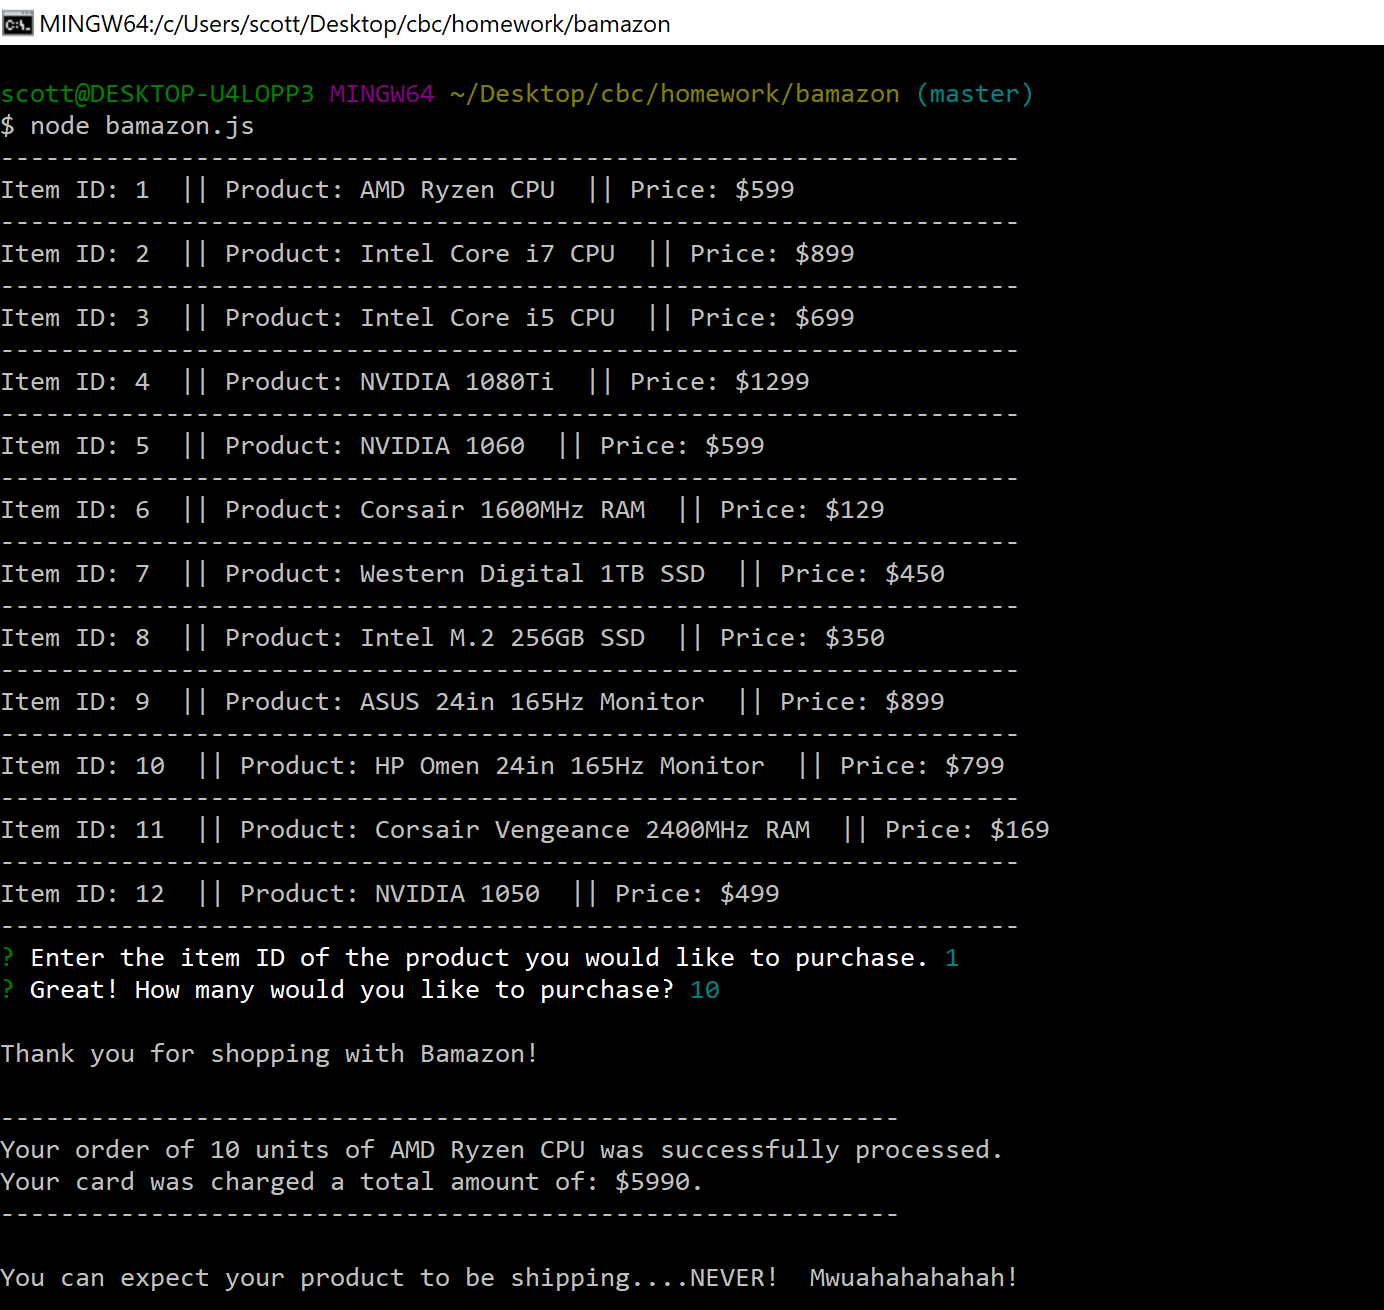 MINGW64:/c/Users/scott/Desktop/cbc/homework/bamazon
scott@DESKTOP-U4LOPP3 MINGW64 ~/Desktop/cbc/homework/bamazon (master)
$ node bamazon.js
--------------------------------------------------------------------
Item ID: 1  || Product: AMD Ryzen CPU  || Price: $599
--------------------------------------------------------------------
Item ID: 2  || Product: Intel Core i7 CPU  || Price: $899
--------------------------------------------------------------------
Item ID: 3  || Product: Intel Core i5 CPU  || Price: $699
--------------------------------------------------------------------
Item ID: 4  || Product: NVIDIA 1080Ti  || Price: $1299
--------------------------------------------------------------------
Item ID: 5  || Product: NVIDIA 1060  || Price: $599
--------------------------------------------------------------------
Item ID: 6  || Product: Corsair 1600MHz RAM  || Price: $129
--------------------------------------------------------------------
Item ID: 7  || Product: Western Digital 1TB SSD  || Price: $450
--------------------------------------------------------------------
Item ID: 8  || Product: Intel M.2 256GB SSD  || Price: $350
--------------------------------------------------------------------
Item ID: 9  || Product: ASUS 24in 165Hz Monitor  || Price: $899
--------------------------------------------------------------------
Item ID: 10  || Product: HP Omen 24in 165Hz Monitor  || Price: $799
--------------------------------------------------------------------
Item ID: 11  || Product: Corsair Vengeance 2400MHz RAM  || Price: $169
--------------------------------------------------------------------
Item ID: 12  || Product: NVIDIA 1050  || Price: $499
--------------------------------------------------------------------
? Enter the item ID of the product you would like to purchase. 1
? Great! How many would you like to purchase? 10
Thank you for shopping with Bamazon!
------------------------------------------------------------
Your order of 10 units of AMD Ryzen CPU was successfully processed.
Your card was charged a total amount of: $5990.
------------------------------------------------------------
You can expect your product to be shipping....NEVER!  Mwuahahahahah!